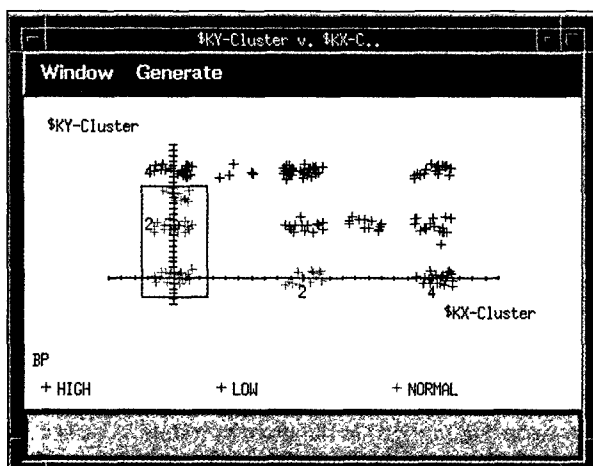 $KY-Cluster v. $KX-C..
Window Generate
$KY-Cluster
4
2
2 4
$KX-Cluster
BP
+ HIGH + LOW + NORMAL